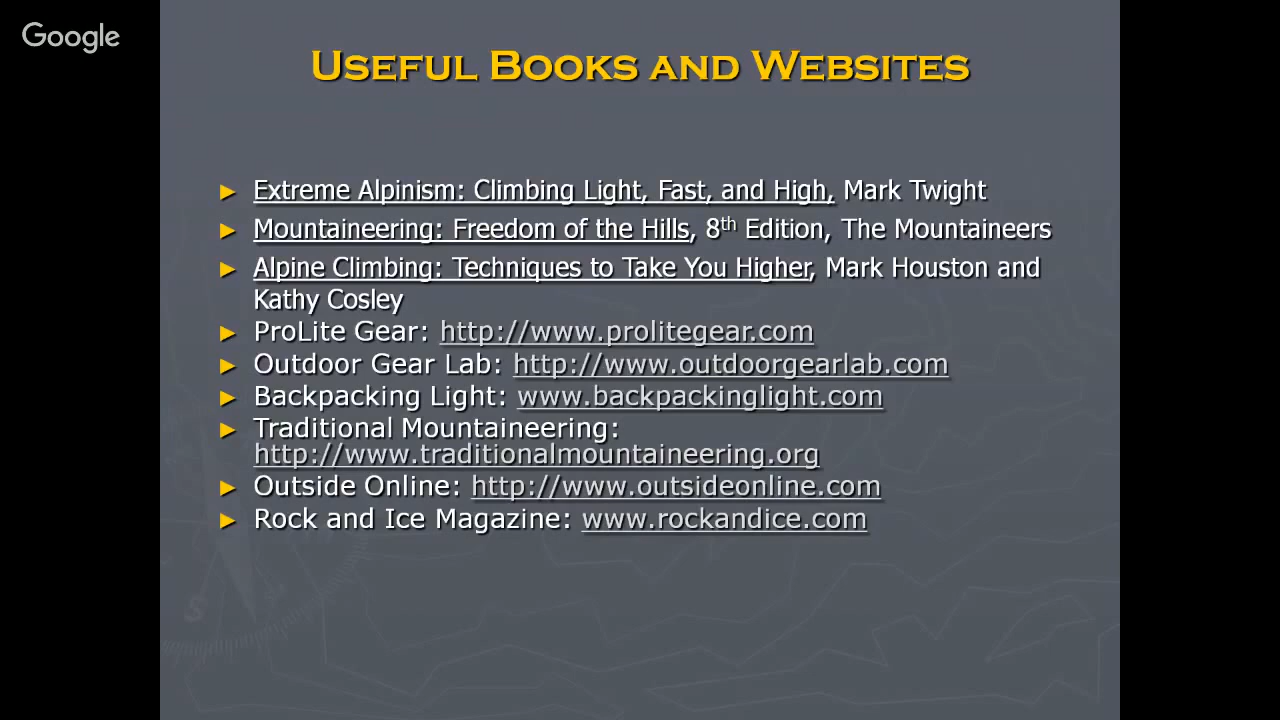 Google
Useful Books and Websites
► Extreme Alpinism: Climbing Light, Fast, and High, Mark Twight
► Mountaineering: Freedom of the Hills, 8th Edition, The Mountaineers
► Alpine Climbing: Techniques to Take You Higher, Mark Houston and
Kathy Cosley
► ProLite Gear: http://www.prolitegear.com
► Outdoor Gear Lab: http://www.outdoorgearlab.com
► Backpacking Light: www.backpackinglight.com
► Traditional Mountaineering:
http://www.traditionalmountaineering.org
► Outside Online: http://www.outsideonline.com
► Rock and Ice Magazine: www.rockandice.com
S